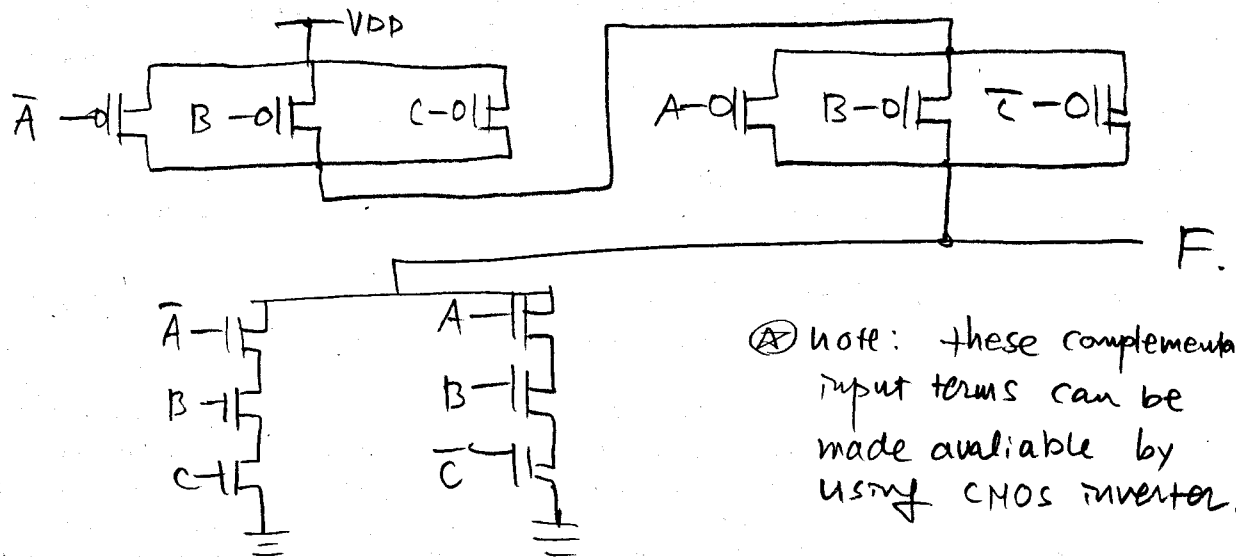 VDD
Ā B C A B C̄
F.
Ā A
B B
C C̄
Ⓐ note: these complementa
input terms can be
made avaliable by
using CMOS inverter.